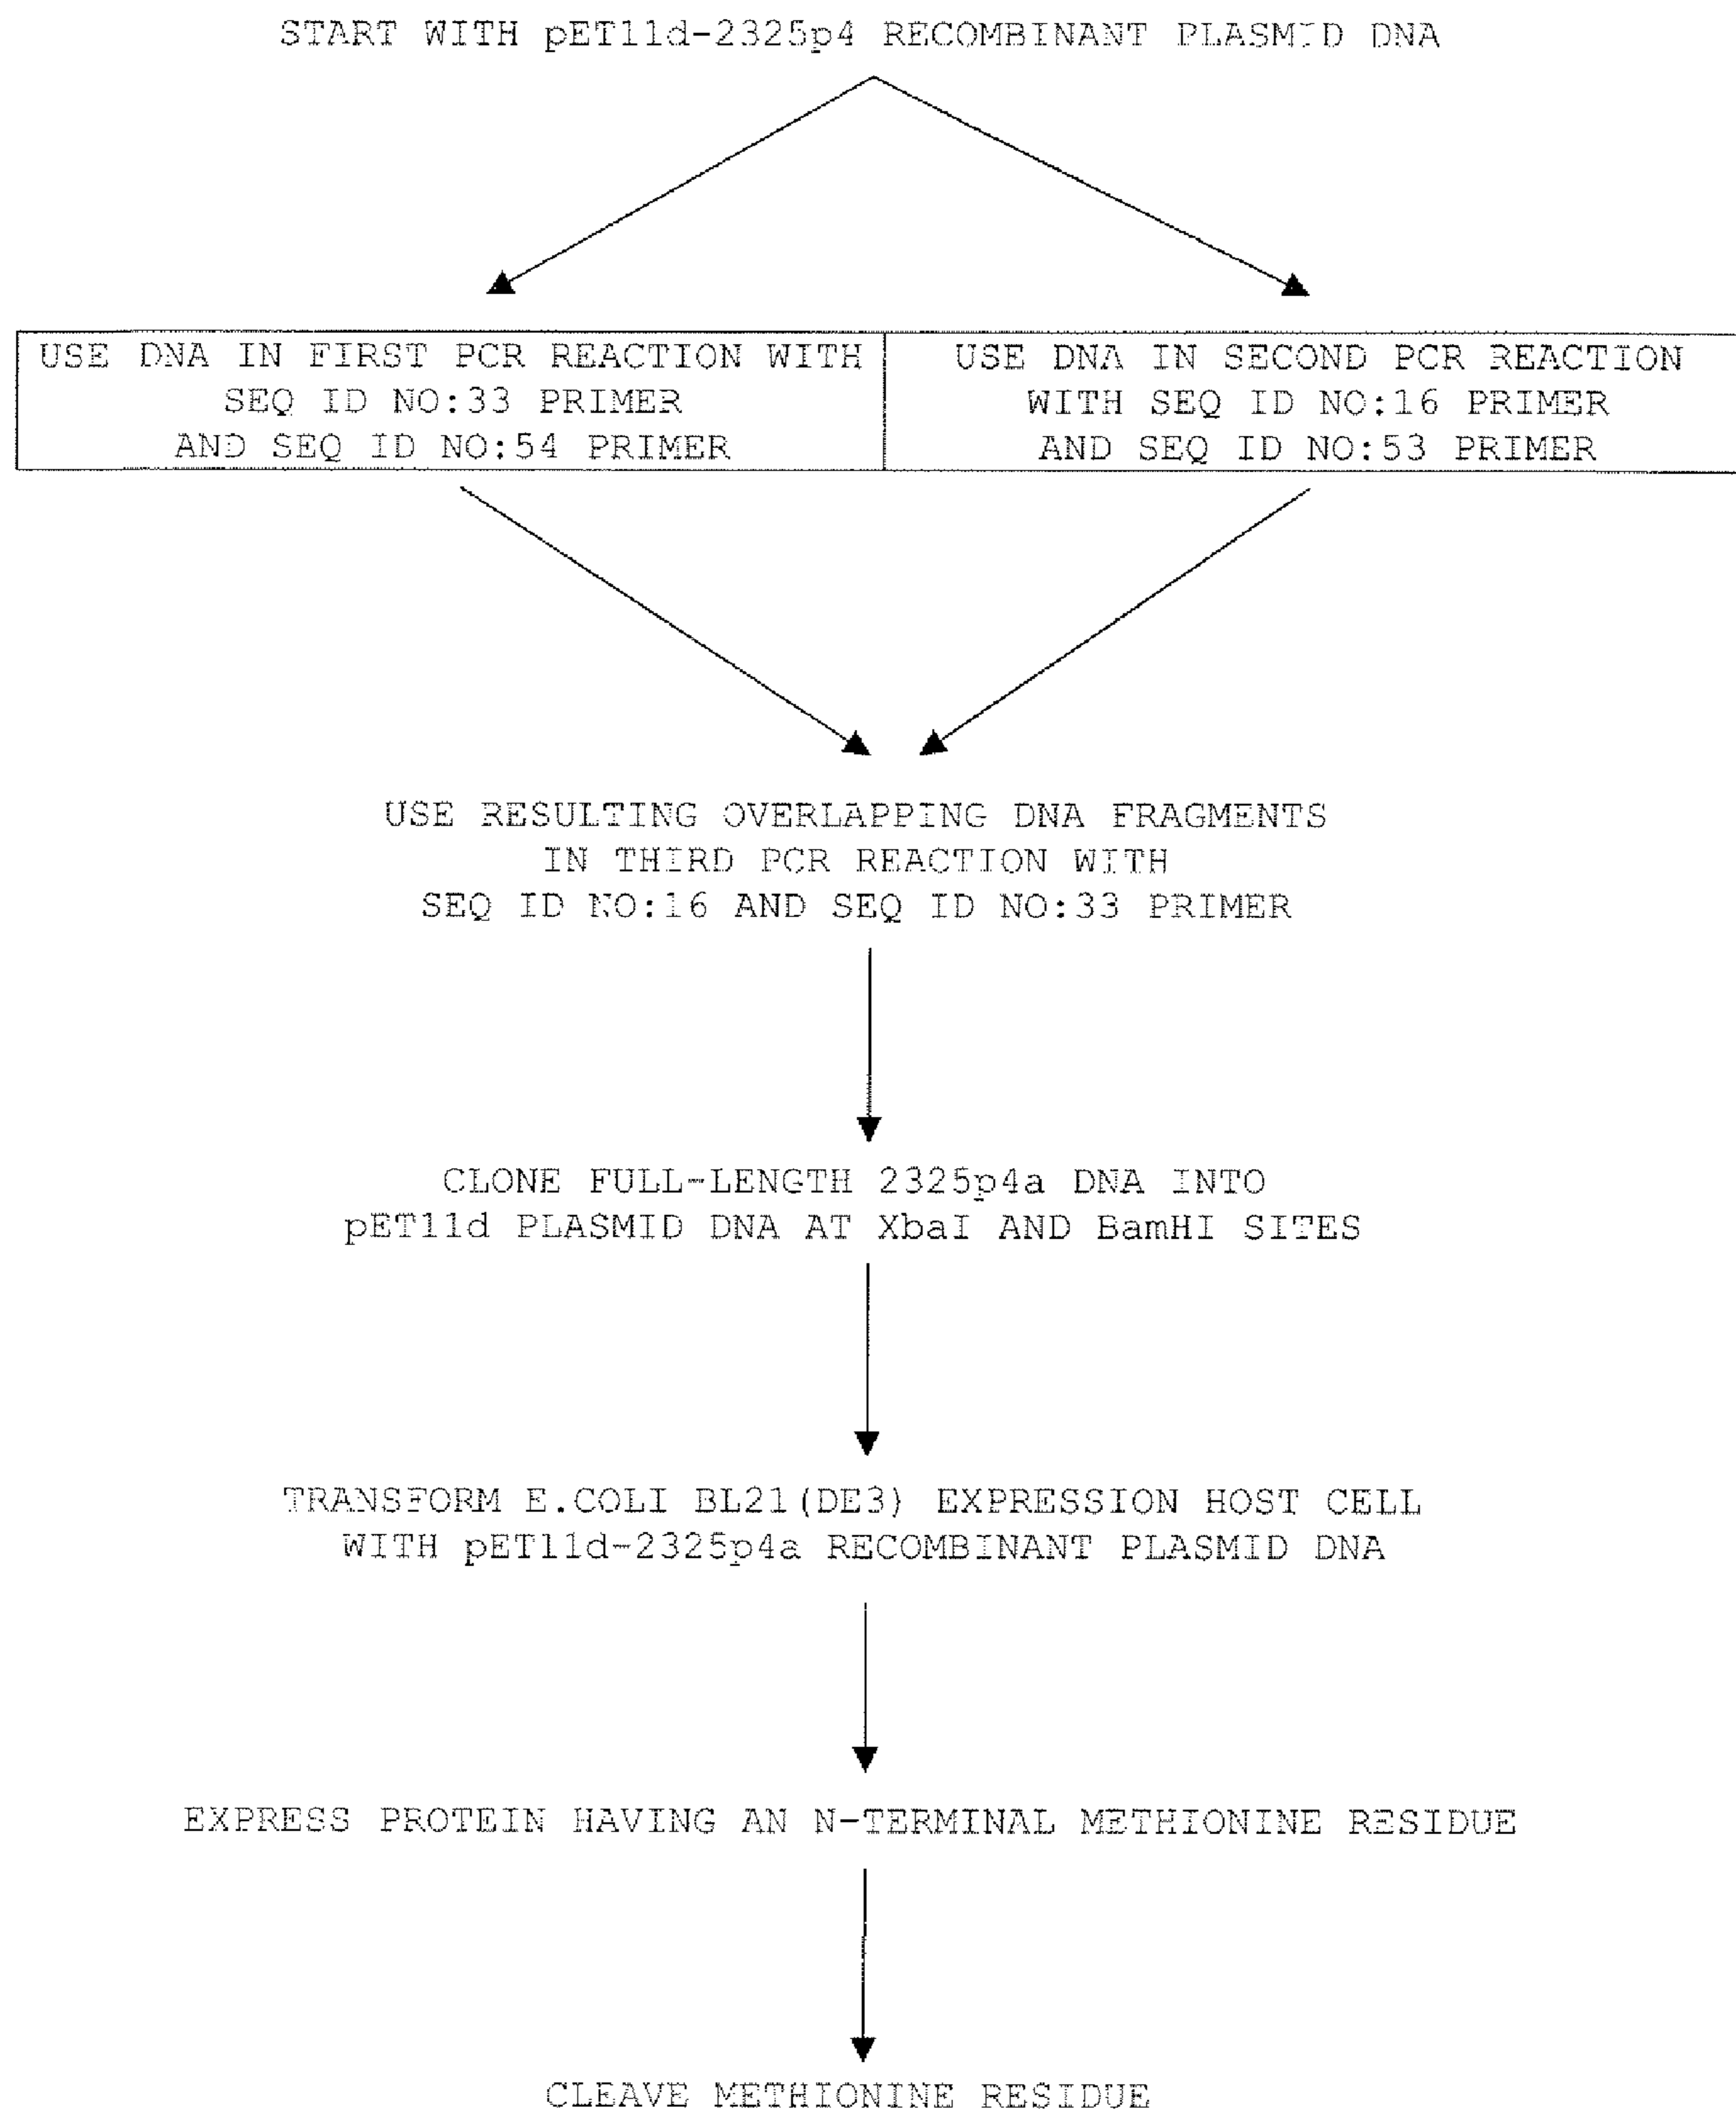 START WITH pET11d-2325p4 RECOMBINANT PLASMID DNA
USE DNA IN FIRST PCR REACTION WITH
SEQ ID NO:33 PRIMER
AND SEQ ID NO:54 PRIMER
USE DNA IN SECOND PCR REACTION
WITH SEQ ID NO:16 PRIMER
AND SEQ ID NO:53 PRIMER
USE RESULTING OVERLAPPING DNA FRAGMENTS
IN THIRD PCR REACTION WITH
SEQ ID NO:16 AND SEQ ID NO:33 PRIMER
CLONE FULL-LENGTH 2325p4a DNA INTO
pET11d PLASMID DNA AT XbaI AND BamHI SITES
TRANSFORM E.COLI BL21(DE3) EXPRESSION HOST CELL
WITH pET11d-2325p4a RECOMBINANT PLASMID DNA
EXPRESS PROTEIN HAVING AN N-TERMINAL METHIONINE RESIDUE
CLEAVE METHIONINE RESIDUE